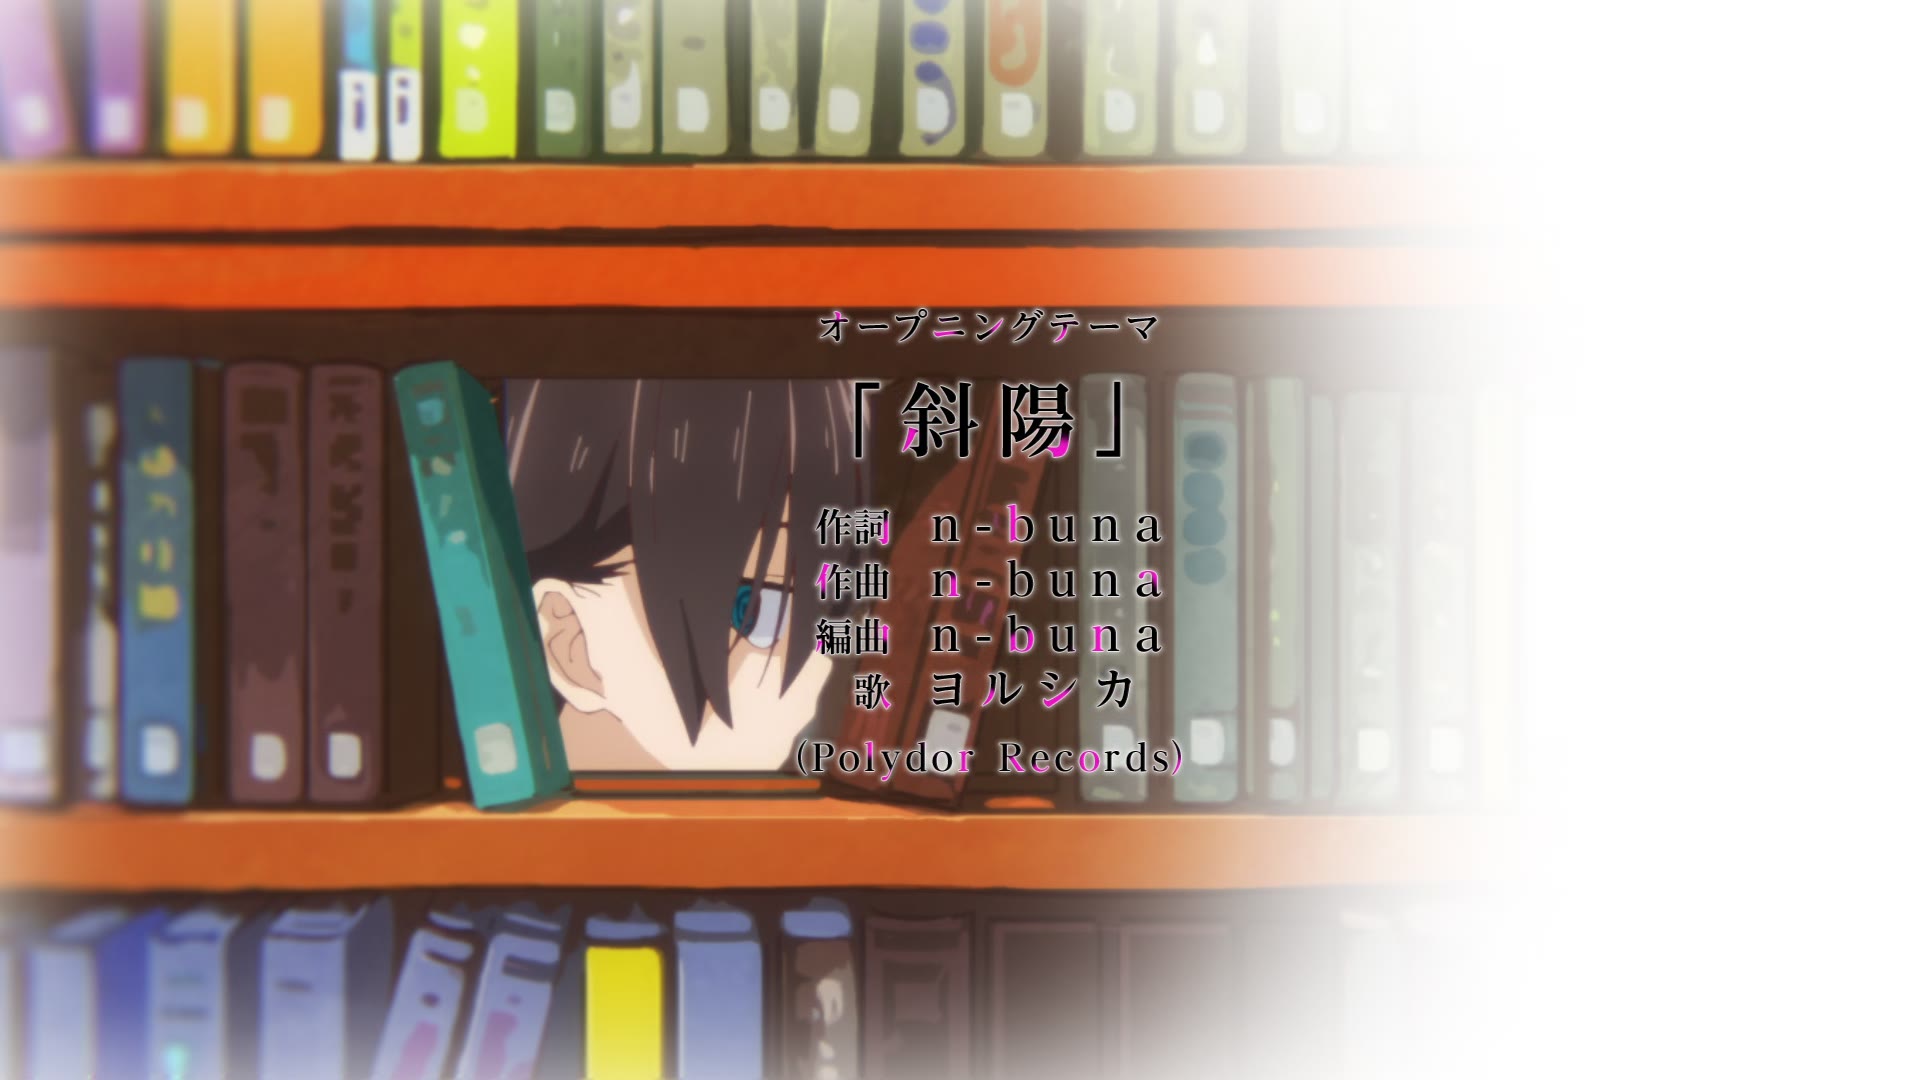 オープニングテーマ
「斜陽」
作詞 n-buna
作曲 n-buna
編曲 n-buna
歌 ヨルシカ
(Polydor Records)